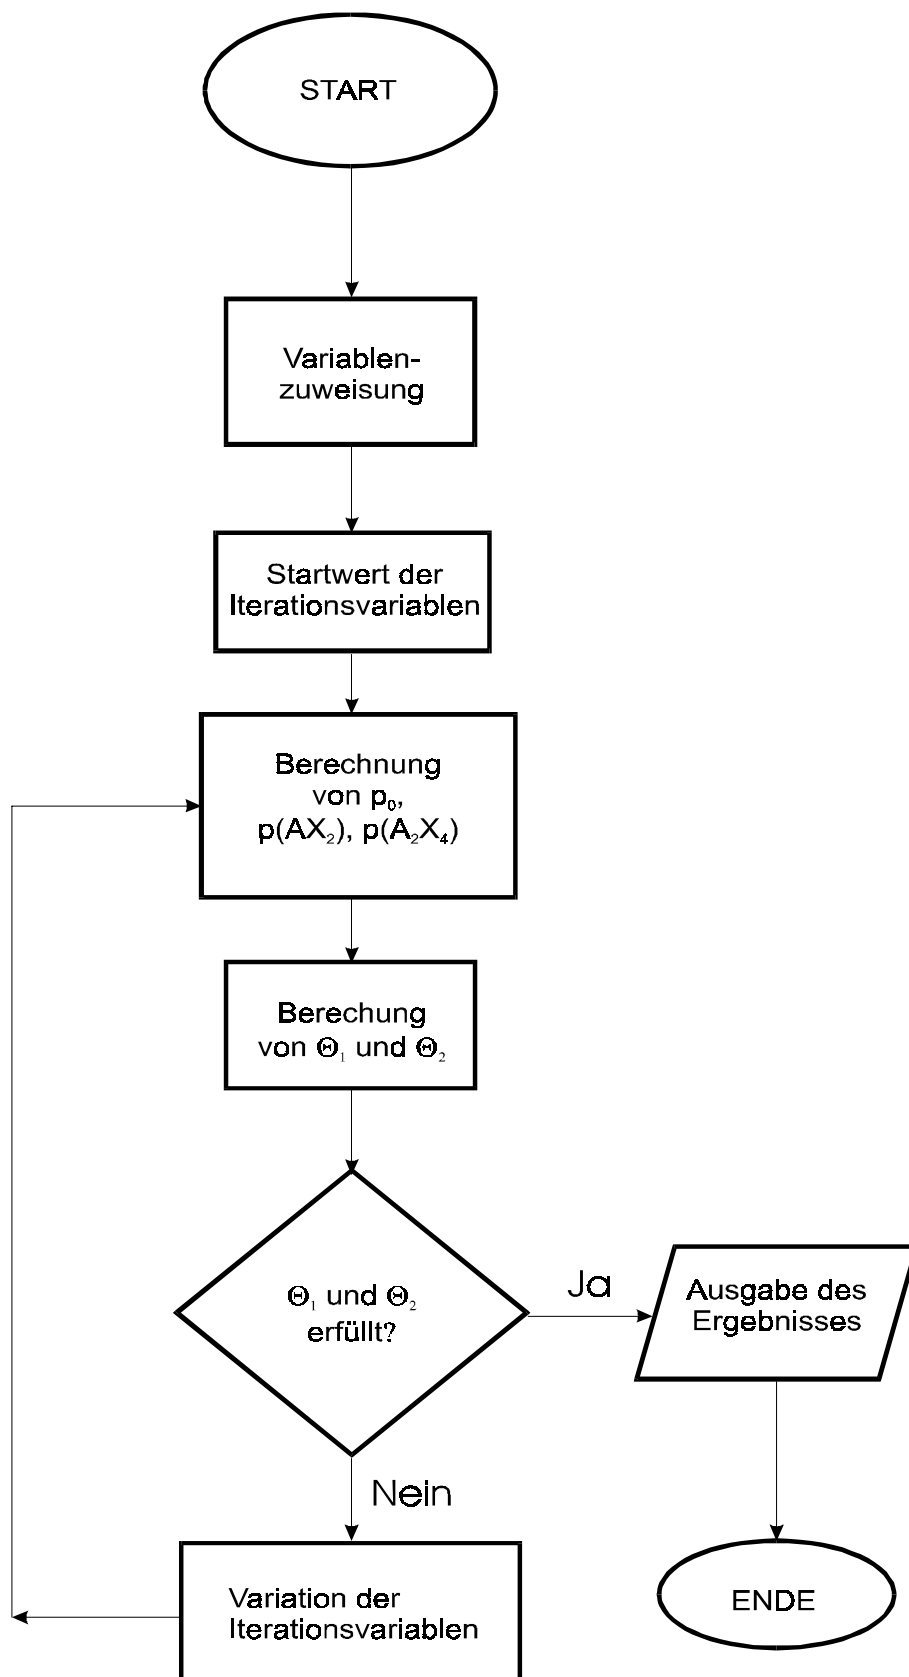 START
Variablen-
zuweisung
Startwert der
Iterationsvariablen
Berechnung
von p₀,
p(AX₂), p(A₂X₄)
Berechung
von Θ₁ und Θ₂
Θ₁ und Θ₂
erfüllt?
Ja
Ausgabe des
Ergebnisses
Nein
Variation der
Iterationsvariablen
ENDE